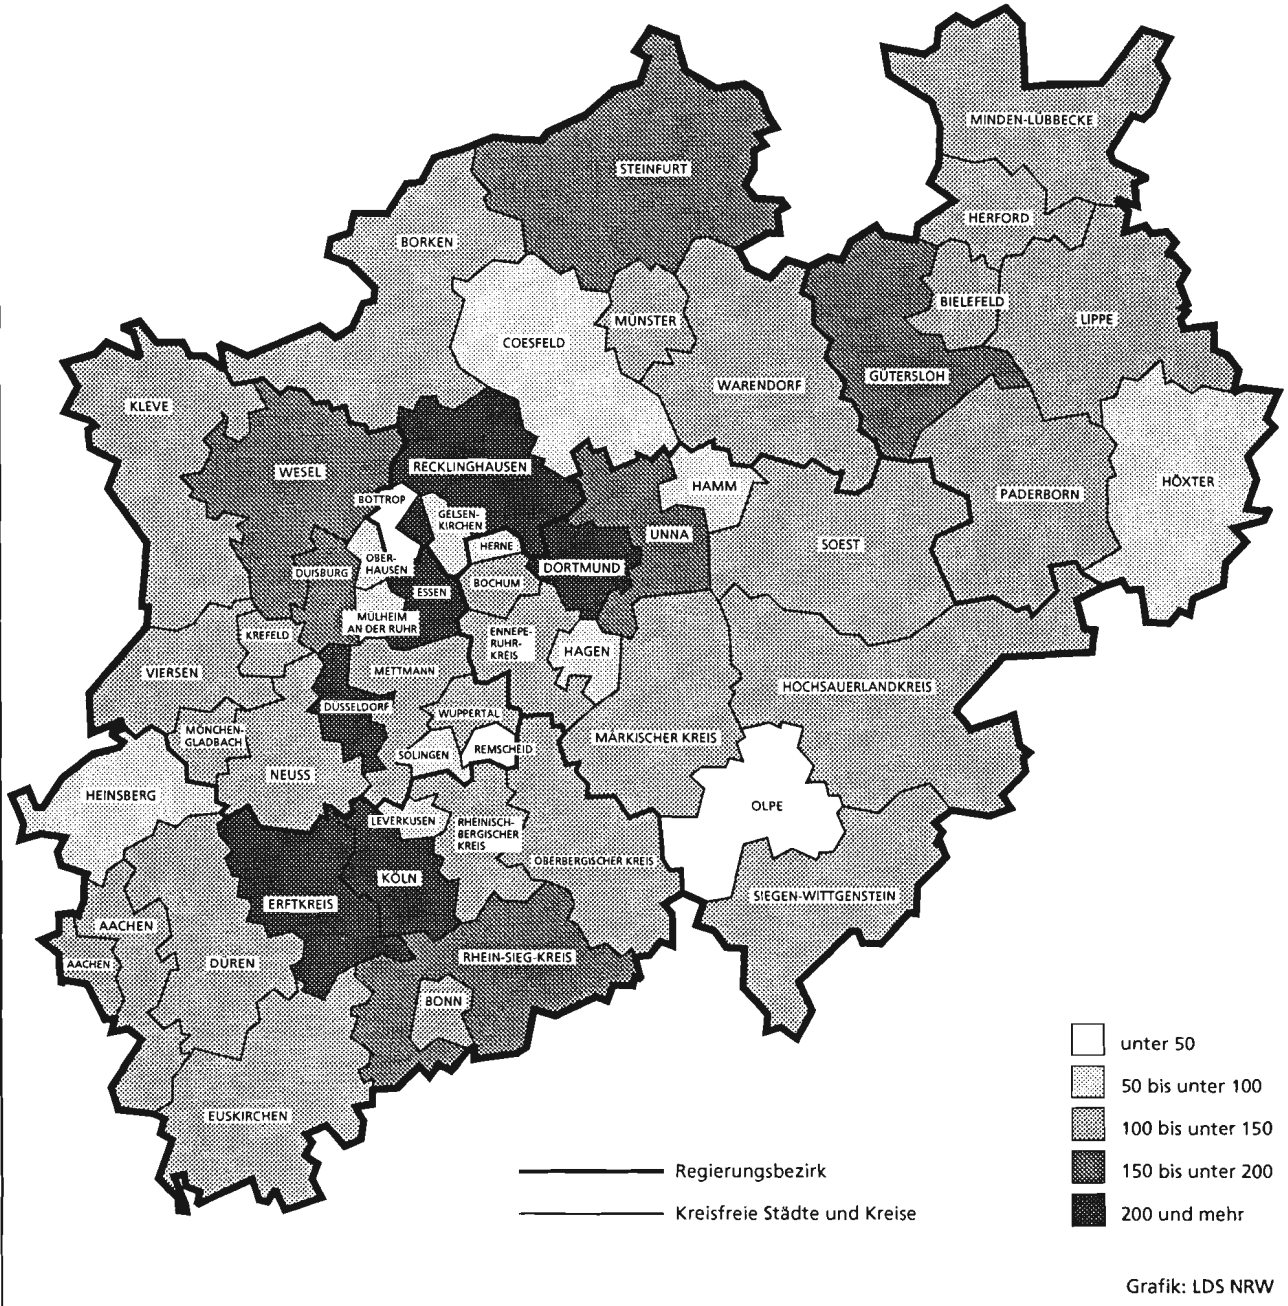 MINDEN-LÜBBECKE
STEINFURT
HERFORD
BORKEN
BIELEFELD
MÜNSTER
LIPPE
COESFELD
GÜTERSLOH
WARENDORF
KLEVE
RECKLINGHAUSEN
WESEL
HÖXTER
HAMM
PADERBORN
BOTTROP
GELSEN-
KIRCHEN
UNNA
SOEST
HERNE
OBER-
HAUSEN
DORTMUND
DUISBURG
BOCHUM
ESSEN
MÜLHEIM
AN DER RUHR
KREFELD
ENNEPE-
RUHR-
KREIS
HAGEN
VIERSEN
METTMANN
HOCHSAUERLANDKREIS
DÜSSELDORF
WUPPERTAL
MÖNCHEN-
GLADBACH
MÄRKISCHER KREIS
REMSCHEID
SOLINGEN
NEUSS
HEINSBERG
OLPE
LEVERKUSEN
RHEINISCH-
BERGISCHER
KREIS
OBERBERGISCHER KREIS
KÖLN
SIEGEN-WITTGENSTEIN
ERFTKREIS
AACHEN
RHEIN-SIEG-KREIS
AACHEN
DÜREN
BONN
EUSKIRCHEN
unter 50
50 bis unter 100
100 bis unter 150
150 bis unter 200
200 und mehr
Regierungsbezirk
Kreisfreie Städte und Kreise
Grafik: LDS NRW